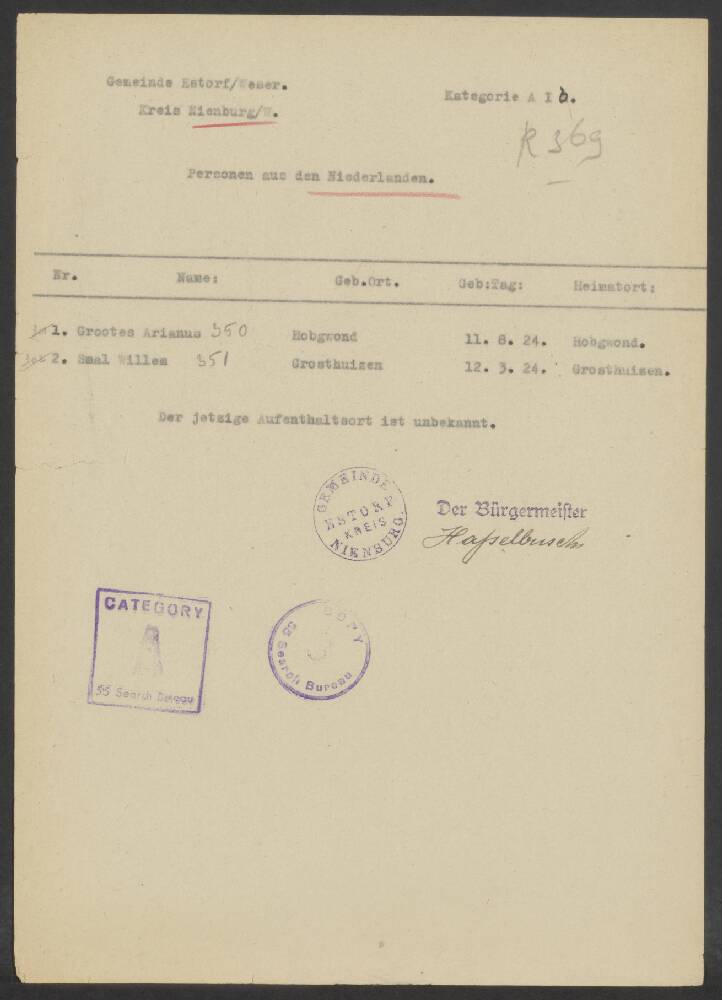 Gemeinde Estorf/Weser.
Kreis Nienburg/W.
Kategorie A I b.
R 369
Personen aus den Niederlanden.
Nr. Name: Geb.Ort. Geb:Tag: Heimatort:
1. Grootes Arianus 350 Hobgwond 11. 8. 24. Hobgwond.
2. Smal Willem 351 Grosthuizen 12. 3. 24. Grosthuizen.
Der jetzige Aufenthaltsort ist unbekannt.
GEMEINDE ESTORF
KREIS NIENBURG
Der Bürgermeister
Haßelbusch
CATEGORY
A
55 Search Bureau
COPY
55 Search Bureau